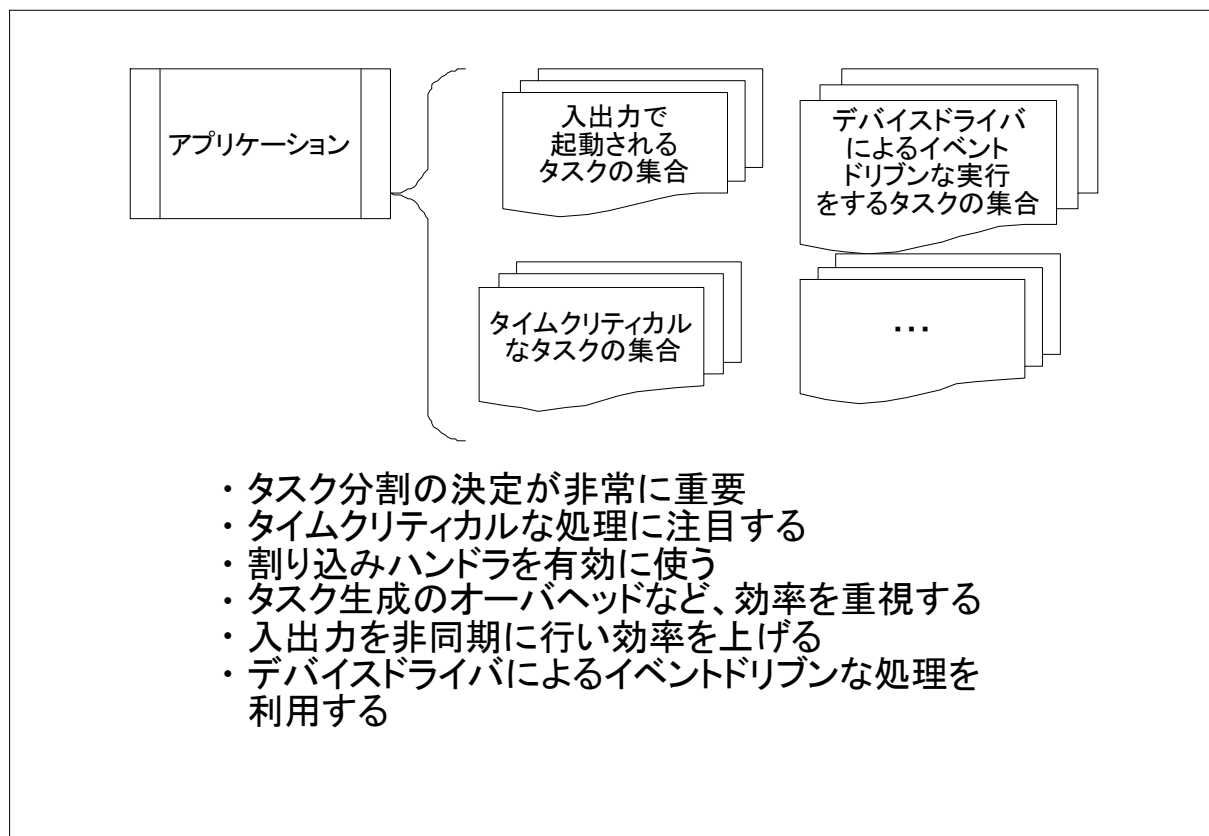 アプリケーション
入出力で
起動される
タスクの集合
デバイスドライバ
によるイベント
ドリブンな実行
をするタスクの集合
タイムクリティカル
なタスクの集合
・・・
・タスク分割の決定が非常に重要
・タイムクリティカルな処理に注目する
・割り込みハンドラを有効に使う
・タスク生成のオーバヘッドなど、効率を重視する
・入出力を非同期に行い効率を上げる
・デバイスドライバによるイベントドリブンな処理を
利用する